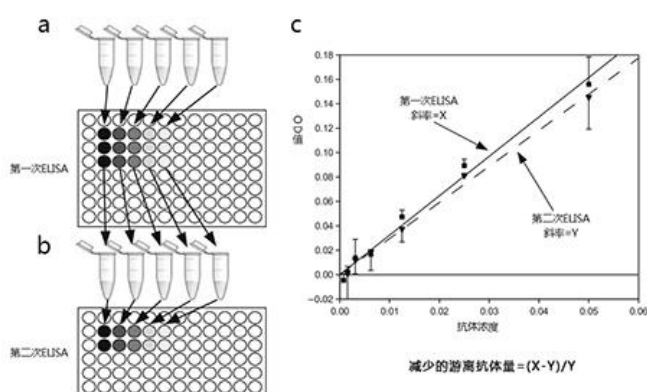 a
第一次ELISA
b
第二次ELISA
c
0.18
0.16
0.14
0.12
0.10
0.08
0.06
0.04
0.02
0.00
-0.02
OD值
第一次ELISA
斜率=X
第二次ELISA
斜率=Y
0.00 0.01 0.02 0.03 0.04 0.05 0.06
抗体浓度
减少的游离抗体量=(X-Y)/Y